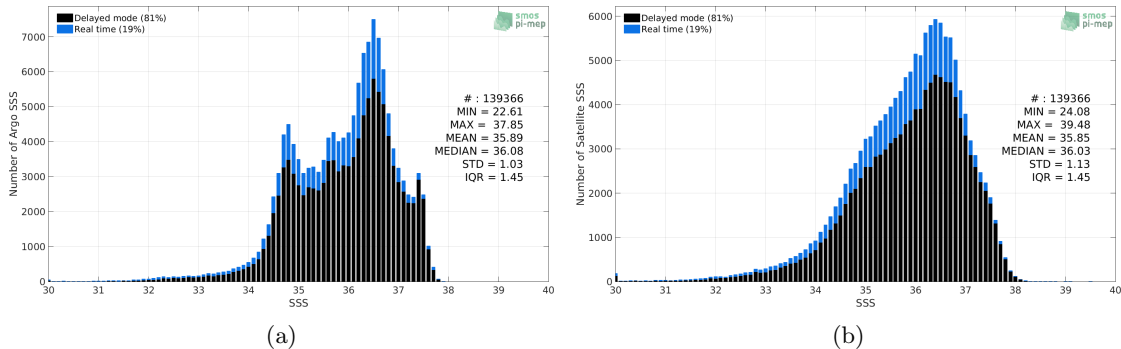 Delayed mode (81%)
Real time (19%)
smos
pi-mep
7000
6000
5000
4000
3000
2000
1000
0
Number of Argo SSS
# : 139366
MIN = 22.61
MAX = 37.85
MEAN = 35.89
MEDIAN = 36.08
STD = 1.03
IQR = 1.45
30 31 32 33 34 35 36 37 38 39 40
SSS
(a)
Delayed mode (81%)
Real time (19%)
smos
pi-mep
6000
5000
4000
3000
2000
1000
0
Number of Satellite SSS
# : 139366
MIN = 24.08
MAX = 39.48
MEAN = 35.85
MEDIAN = 36.03
STD = 1.13
IQR = 1.45
30 31 32 33 34 35 36 37 38 39 40
SSS
(b)